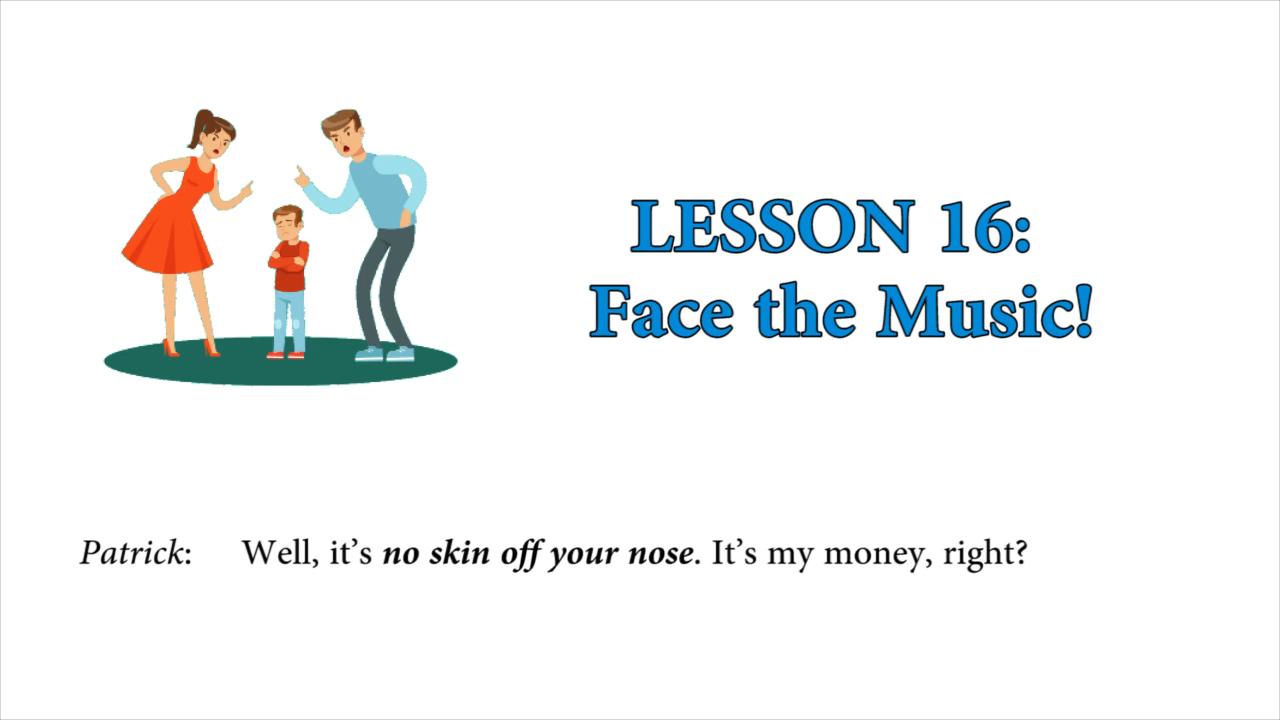 LESSON 16:
Face the Music!
Patrick: Well, it’s no skin off your nose. It’s my money, right?